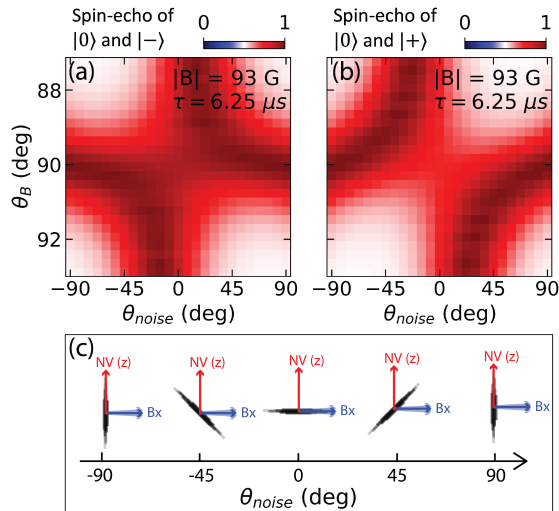 Spin-echo of
|0⟩ and |−⟩
0 1
(a)
|B| = 93 G
τ = 6.25 μs
88
90
92
θB (deg)
−90 −45 0 45 90
θnoise (deg)
Spin-echo of
|0⟩ and |+⟩
0 1
(b)
|B| = 93 G
τ = 6.25 μs
−90 −45 0 45 90
θnoise (deg)
(c)
NV (z) NV (z) NV (z) NV (z) NV (z)
Bx Bx Bx Bx Bx
-90 -45 0 45 90
θnoise (deg)